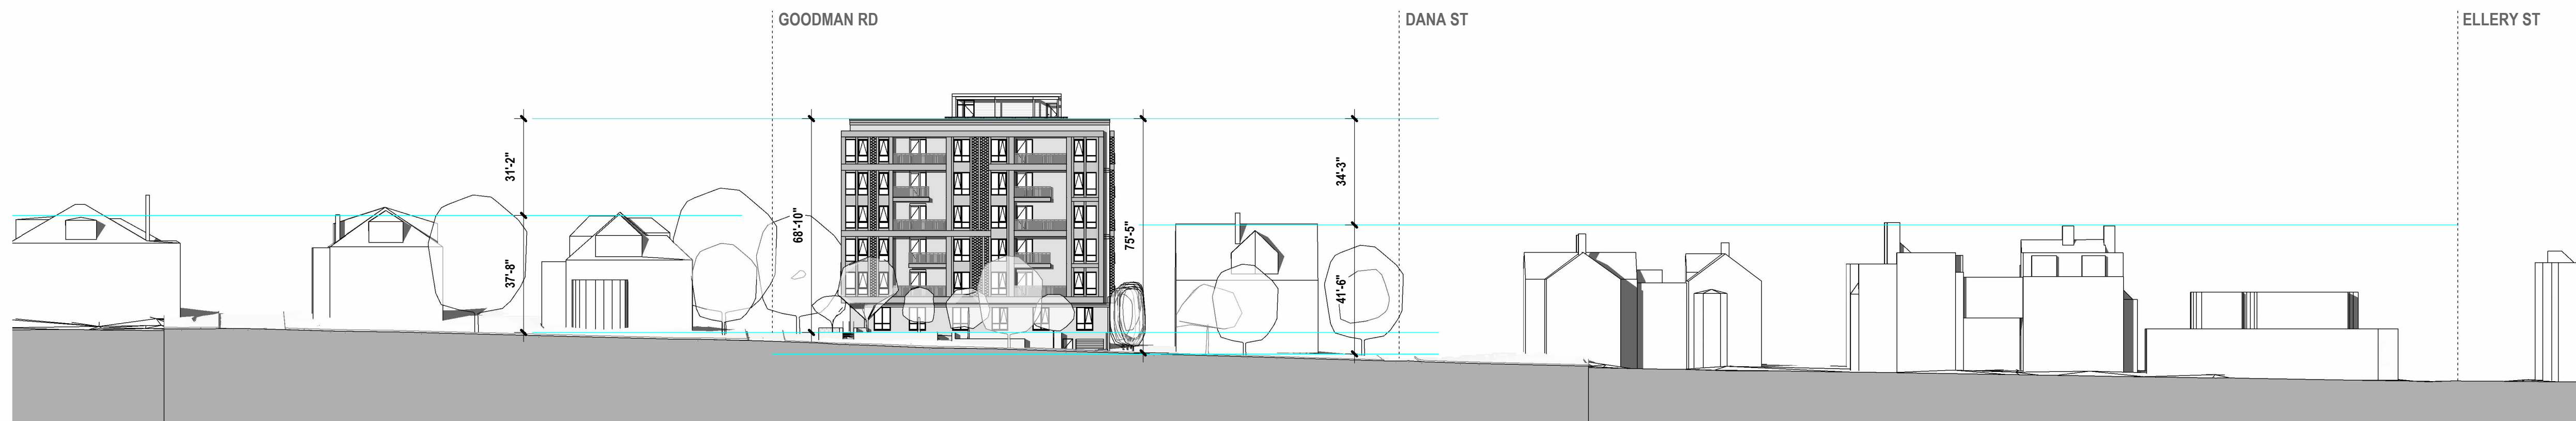 GOODMAN RD
DANA ST
ELLERY ST
31'-2"
34'-3"
68'-10"
75'-5"
37'-8"
41'-6"